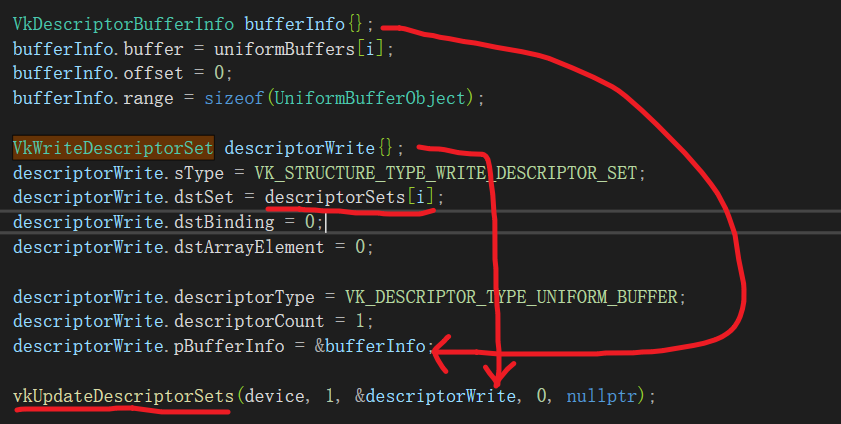 VkDescriptorBufferInfo bufferInfo{};
bufferInfo.buffer = uniformBuffers[i];
bufferInfo.offset = 0;
bufferInfo.range = sizeof(UniformBufferObject);
VkWriteDescriptorSet descriptorWrite{};
descriptorWrite.sType = VK_STRUCTURE_TYPE_WRITE_DESCRIPTOR_SET;
descriptorWrite.dstSet = descriptorSets[i];
descriptorWrite.dstBinding = 0;
descriptorWrite.dstArrayElement = 0;
descriptorWrite.descriptorType = VK_DESCRIPTOR_TYPE_UNIFORM_BUFFER;
descriptorWrite.descriptorCount = 1;
descriptorWrite.pBufferInfo = &bufferInfo;
vkUpdateDescriptorSets(device, 1, &descriptorWrite, 0, nullptr);